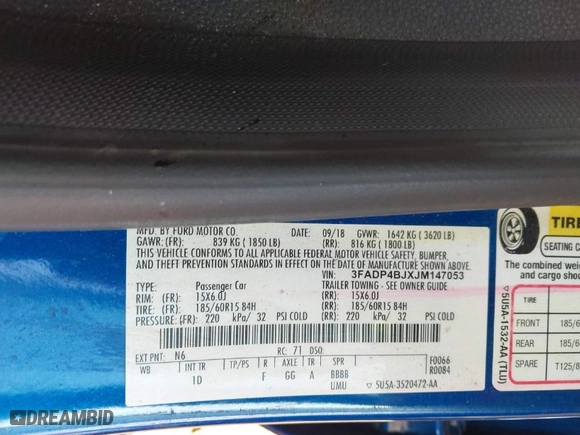 MFD. BY FORD MOTOR CO. DATE: 09/18 GVWR: 1642 KG ( 3620 LB)
GAWR: (FR): 839 KG ( 1850 LB) (RR): 816 KG ( 1800 LB)
THIS VEHICLE CONFORMS TO ALL APPLICABLE FEDERAL MOTOR VEHICLE SAFETY, BUMPER,
AND THEFT PREVENTION STANDARDS IN EFFECT ON THE DATE OF MANUFACTURE SHOWN ABOVE.
VIN: 3FADP4BJXJM147053
TYPE: Passenger Car TRAILER TOWING - SEE OWNER MANUAL
RIM: (FR): 15X6.0J (RR): 15X6.0J
TIRE: (FR): 185/60R15 84H (RR): 185/60R15 84H
PRESSURE: (FR): 220 kPa/ 32 PSI COLD (RR): 220 kPa/ 32 PSI COLD
EXT PNT: N6 RC: 71 DSO:
WB INT TR TP/PS R AXLE TR SPR F0066
1D F GG A BBBB R0084
UMU ▽ 5U5A-3520472-AA
TIRE
SEATING
The combined weig
and cargo shou
TIRE
FRONT 185/6
REAR 185/6
SPARE T125/8
▽ 5U5A-1532-AA (TLU)
DREAMBID